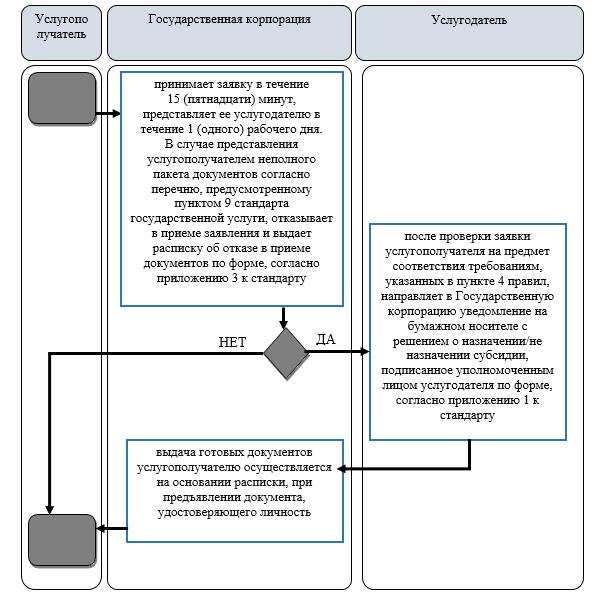 Услугопо
лучатель
Государственная корпорация
Услугодатель
принимает заявку в течение
15 (пятнадцати) минут,
представляет ее услугодателю в
течение 1 (одного) рабочего дня.
В случае представления
услугополучателем неполного
пакета документов согласно
перечню, предусмотренному
пунктом 9 стандарта
государственной услуги, отказывает
в приеме заявления и выдает
расписку об отказе в приеме
документов по форме, согласно
приложению 3 к стандарту
после проверки заявки
услугополучателя на предмет
соответствия требованиям,
указанных в пункте 4 правил,
направляет в Государственную
корпорацию уведомление на
бумажном носителе с
решением о назначении/не
назначении субсидии,
подписанное уполномоченным
лицом услугодателя по форме,
согласно приложению 1 к
стандарту
НЕТ
ДА
выдача готовых документов
услугополучателю осуществляется
на основании расписки, при
предъявлении документа,
удостоверяющего личность